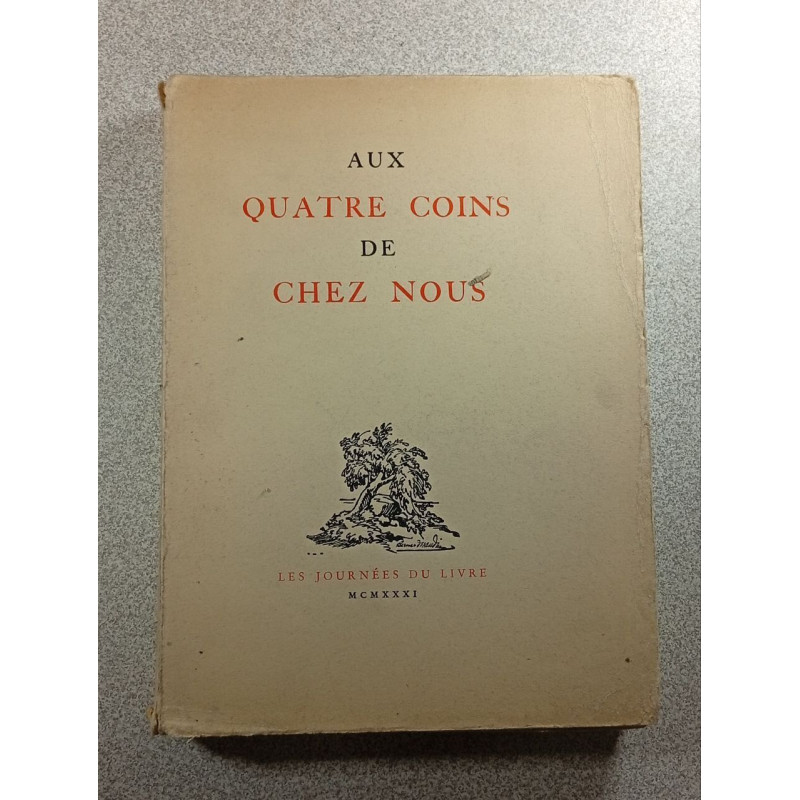 AUX
QUATRE COINS
DE
CHEZ NOUS
LES JOURNÉES DU LIVRE
MCMXXXI